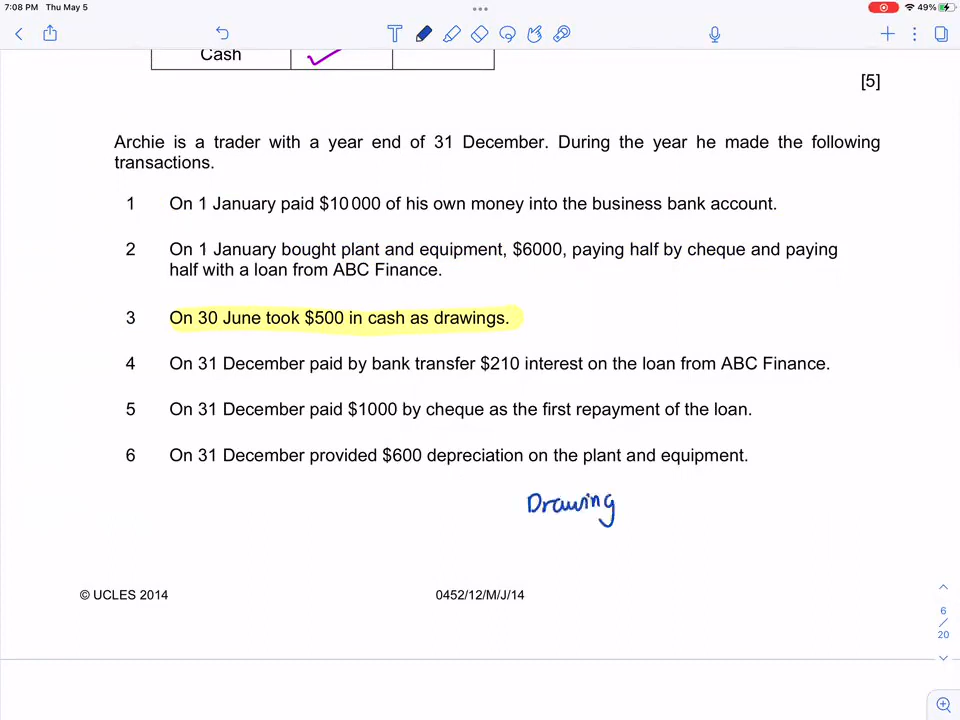 7:08 PM Thu May 5
49%
Cash
[5]
Archie is a trader with a year end of 31 December. During the year he made the following
transactions.
1 On 1 January paid $10 000 of his own money into the business bank account.
2 On 1 January bought plant and equipment, $6000, paying half by cheque and paying
half with a loan from ABC Finance.
3 On 30 June took $500 in cash as drawings.
4 On 31 December paid by bank transfer $210 interest on the loan from ABC Finance.
5 On 31 December paid $1000 by cheque as the first repayment of the loan.
6 On 31 December provided $600 depreciation on the plant and equipment.
Drawing
© UCLES 2014 0452/12/M/J/14
6
/
20